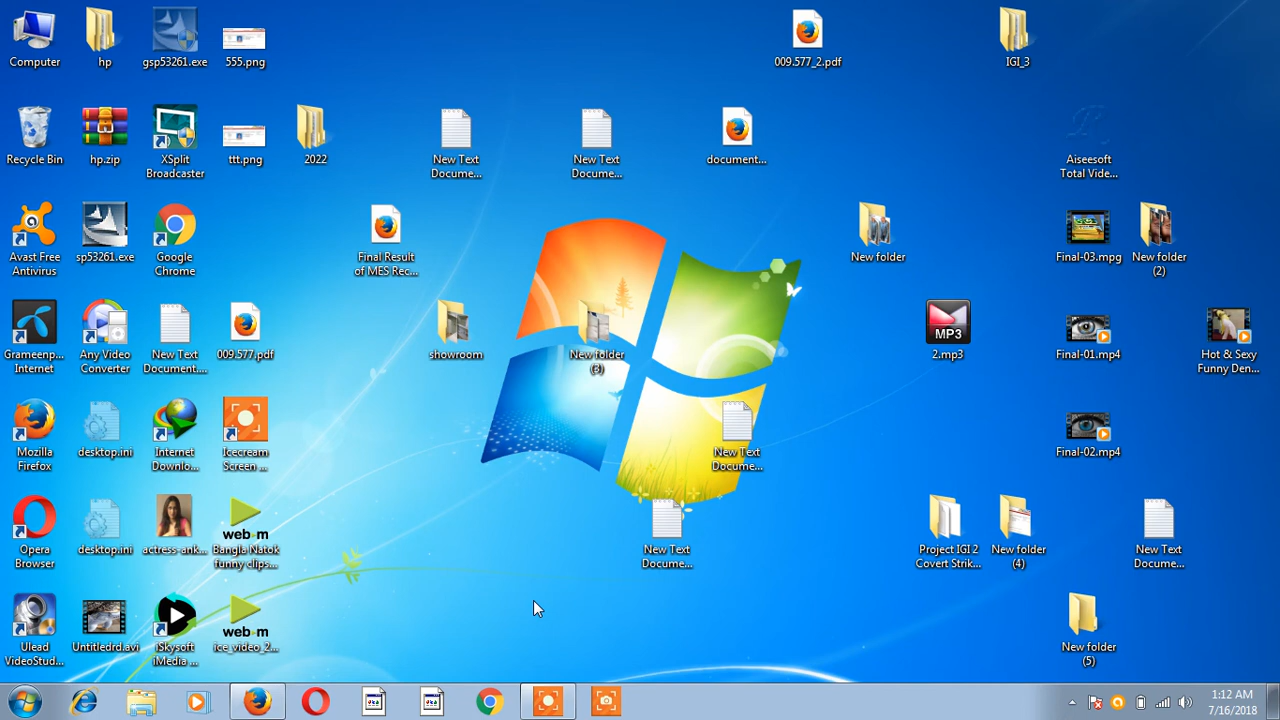 Computer
hp
gsp53261.exe
555.png
009.577_2.pdf
IGI_3
Recycle Bin
hp.zip
XSplit
Broadcaster
ttt.png
2022
New Text
Docume...
New Text
Docume...
document...
Aiseesoft
Total Vide...
Avast Free
Antivirus
sp53261.exe
Google
Chrome
Final Result
of MES Rec...
New folder
Final-03.mpg
New folder
(2)
Grameenp...
Internet
Any Video
Converter
New Text
Document....
009.577.pdf
showroom
New folder
(3)
MP3
2.mp3
Final-01.mp4
Hot & Sexy
Funny Den...
Mozilla
Firefox
desktop.ini
Internet
Downlo...
Icecream
Screen ...
New Text
Docume...
Final-02.mp4
Opera
Browser
desktop.ini
actress-ank...
web-m
Bangla Natok
funny clips...
New Text
Docume...
Project IGI 2
Covert Strik...
New folder
(4)
New Text
Docume...
Ulead
VideoStud...
Untitledrd.avi
iSkysoft
iMedia ...
web-m
ice_video_2...
New folder
(5)
1:12 AM
7/16/2018